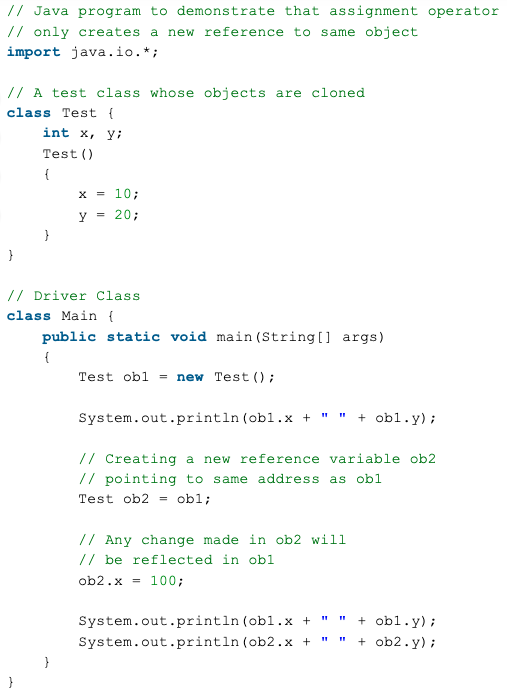 // Java program to demonstrate that assignment operator
// only creates a new reference to same object
import java.io.*;

// A test class whose objects are cloned
class Test {
    int x, y;
    Test()
    {
        x = 10;
        y = 20;
    }
}

// Driver Class
class Main {
    public static void main(String[] args)
    {
        Test ob1 = new Test();

        System.out.println(ob1.x + " " + ob1.y);

        // Creating a new reference variable ob2
        // pointing to same address as ob1
        Test ob2 = ob1;

        // Any change made in ob2 will
        // be reflected in ob1
        ob2.x = 100;

        System.out.println(ob1.x + " " + ob1.y);
        System.out.println(ob2.x + " " + ob2.y);
    }
}